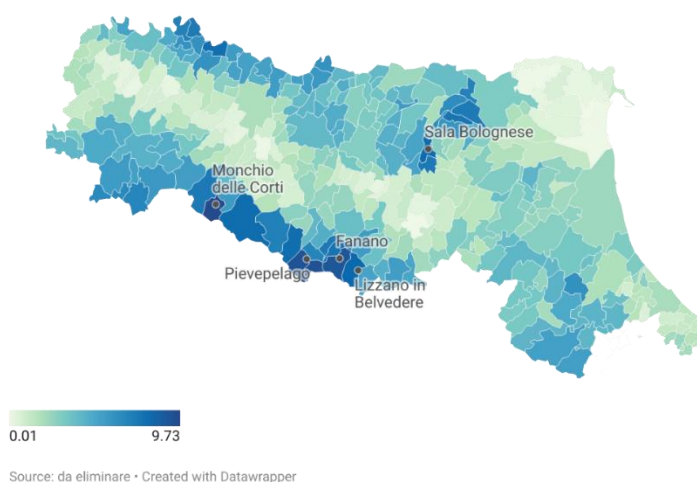 Sala Bolognese
Monchio
delle Corti
Fanano
Pievepelago
Lizzano in
Belvedere
0.01
9.73
Source: da eliminare • Created with Datawrapper